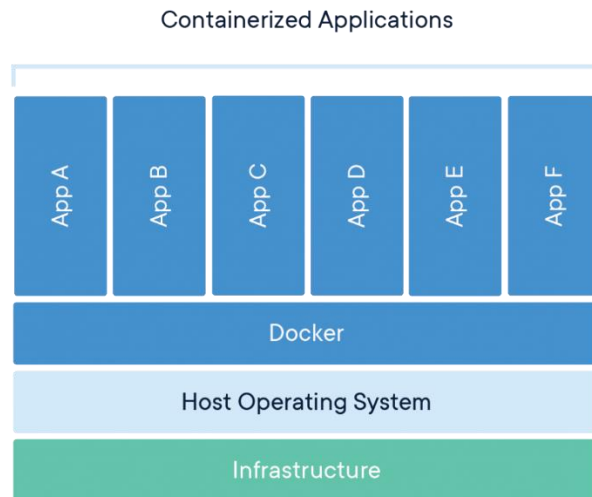 Containerized Applications
App A
App B
App C
App D
App E
App F
Docker
Host Operating System
Infrastructure